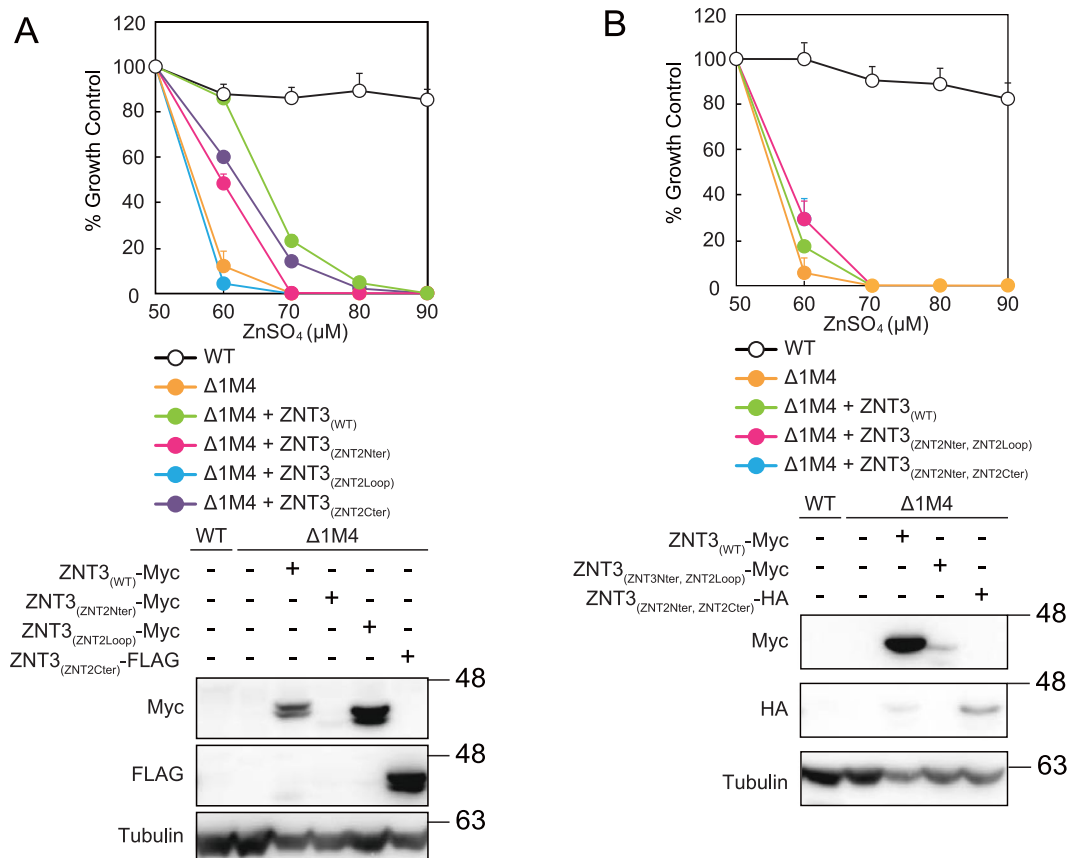 A
% Growth Control
120
100
80
60
40
20
0
50 60 70 80 90
ZnSO₄ (µM)
WT
Δ1M4
Δ1M4 + ZNT3(WT)
Δ1M4 + ZNT3(ZNT2Nter)
Δ1M4 + ZNT3(ZNT2Loop)
Δ1M4 + ZNT3(ZNT2Cter)
WT Δ1M4
ZNT3(WT)-Myc - - + - - -
ZNT3(ZNT2Nter)-Myc - - - + - -
ZNT3(ZNT2Loop)-Myc - - - - + -
ZNT3(ZNT2Cter)-FLAG - - - - - +
Myc 48
FLAG 48
Tubulin 63
B
% Growth Control
120
100
80
60
40
20
0
50 60 70 80 90
ZnSO₄ (µM)
WT
Δ1M4
Δ1M4 + ZNT3(WT)
Δ1M4 + ZNT3(ZNT2Nter, ZNT2Loop)
Δ1M4 + ZNT3(ZNT2Nter, ZNT2Cter)
WT Δ1M4
ZNT3(WT)-Myc - - + - -
ZNT3(ZNT3Nter, ZNT2Loop)-Myc - - - + -
ZNT3(ZNT2Nter, ZNT2Cter)-HA - - - - +
Myc 48
HA 48
Tubulin 63